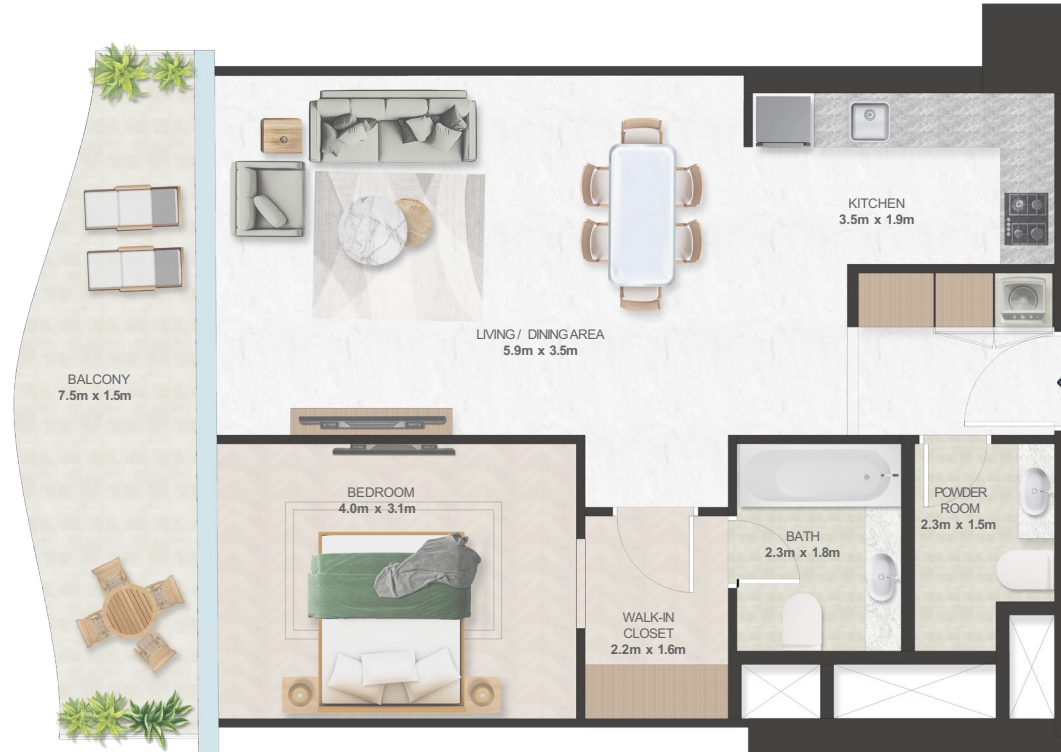 KITCHEN
3.5m x 1.9m
LIVING / DINING AREA
5.9m x 3.5m
BALCONY
7.5m x 1.5m
BEDROOM
4.0m x 3.1m
POWDER
ROOM
2.3m x 1.5m
BATH
2.3m x 1.8m
WALK-IN
CLOSET
2.2m x 1.6m